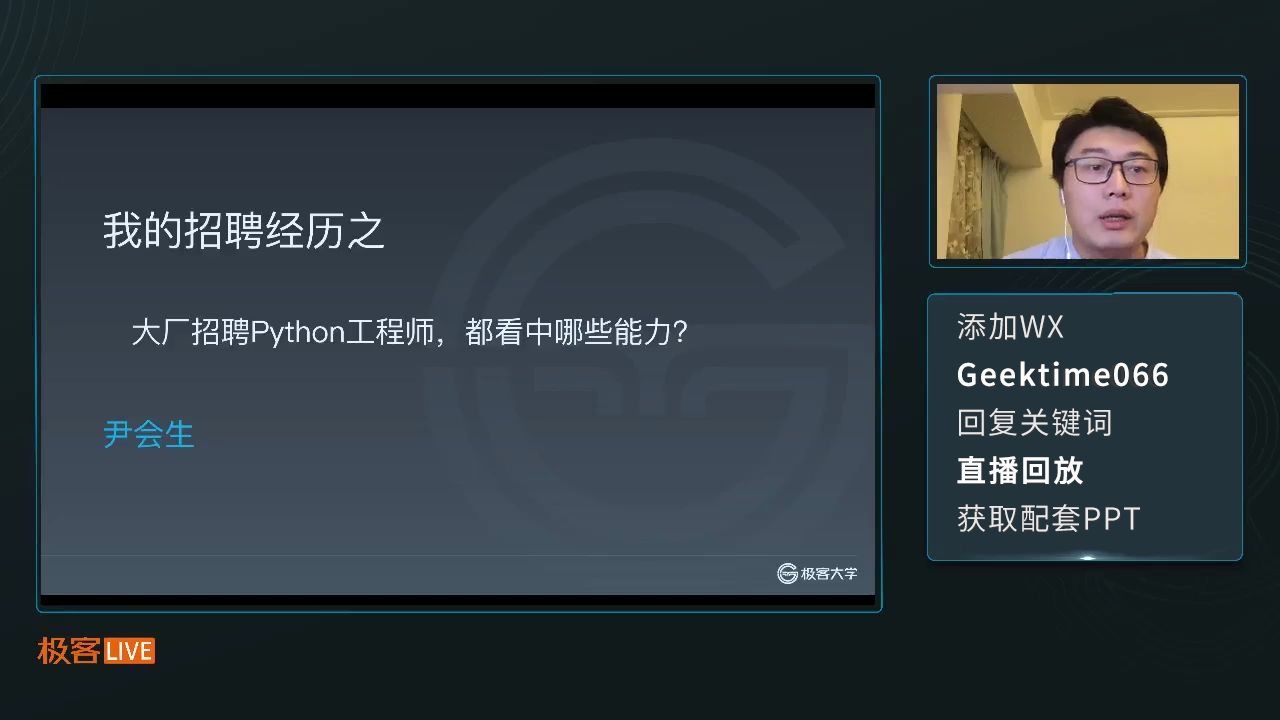 我的招聘经历之
大厂招聘Python工程师，都看中哪些能力？
尹会生
极客大学
添加WX
Geektime066
回复关键词
直播回放
获取配套PPT
极客LIVE